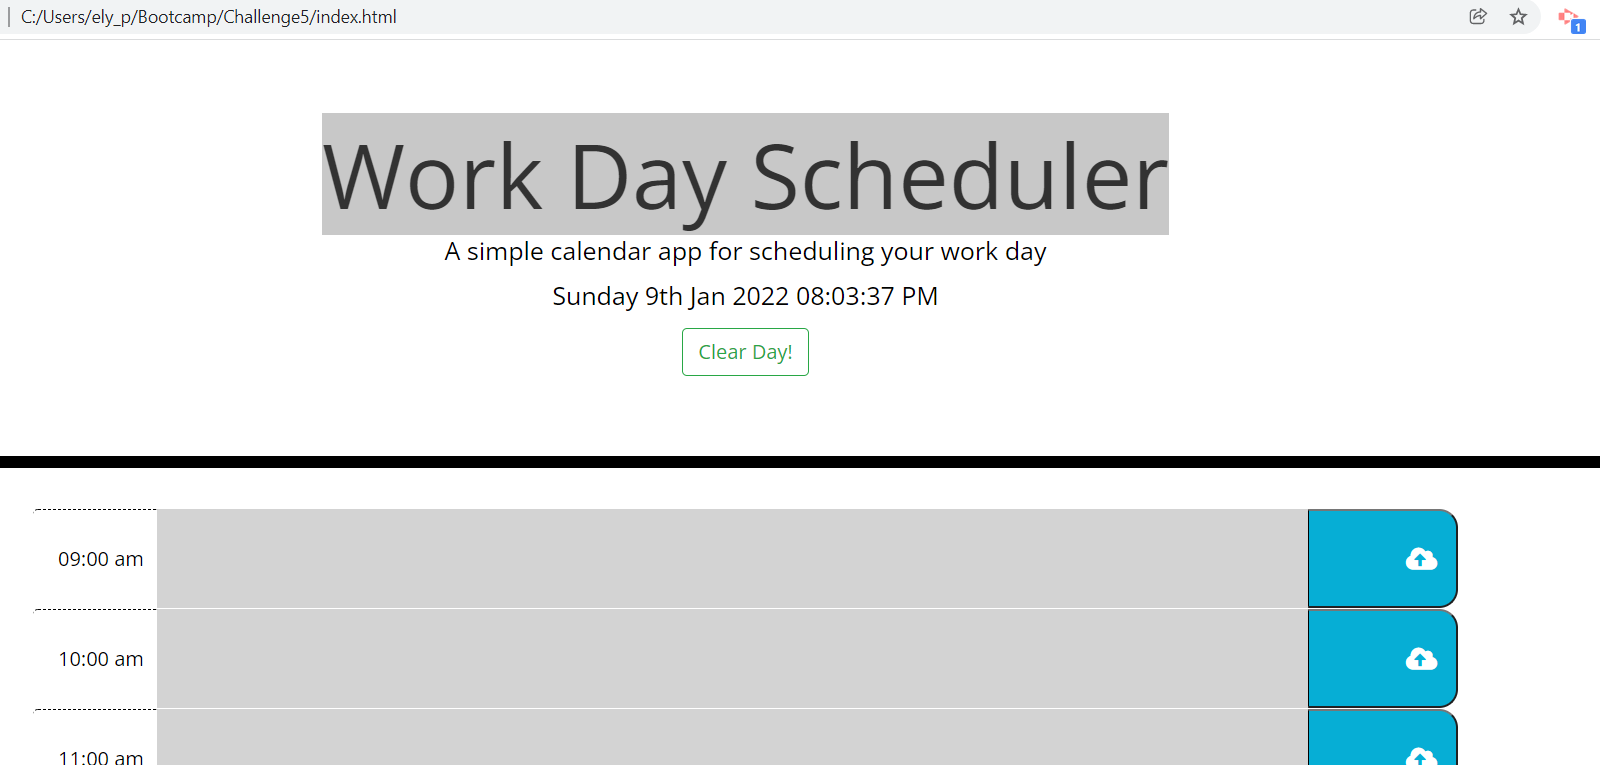 C:/Users/ely_p/Bootcamp/Challenge5/index.html
1
Work Day Scheduler
A simple calendar app for scheduling your work day
Sunday 9th Jan 2022 08:03:37 PM
Clear Day!
09:00 am
10:00 am
11:00 am